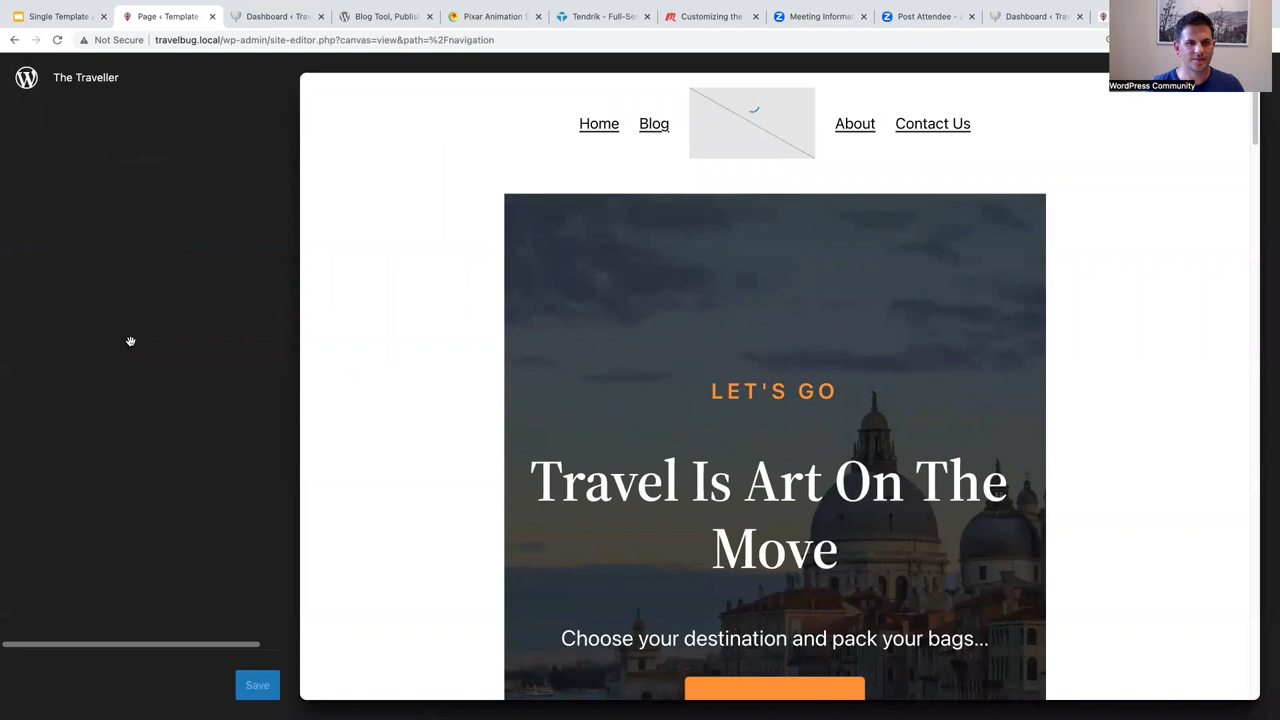 Single Template a
Page ‹ Template
Dashboard ‹ Trav
Blog Tool, Publis
Pixar Animation S
Tendrik – Full-Se
Customizing the
Meeting Informat
Post Attendee – Z
Dashboard ‹ Trav
Not Secure
travelbug.local/wp-admin/site-editor.php?canvas=view&path=%2Fnavigation
WordPress Community
The Traveller
Home
Blog
About
Contact Us
LET'S GO
Travel Is Art On The
Move
Choose your destination and pack your bags...
Save